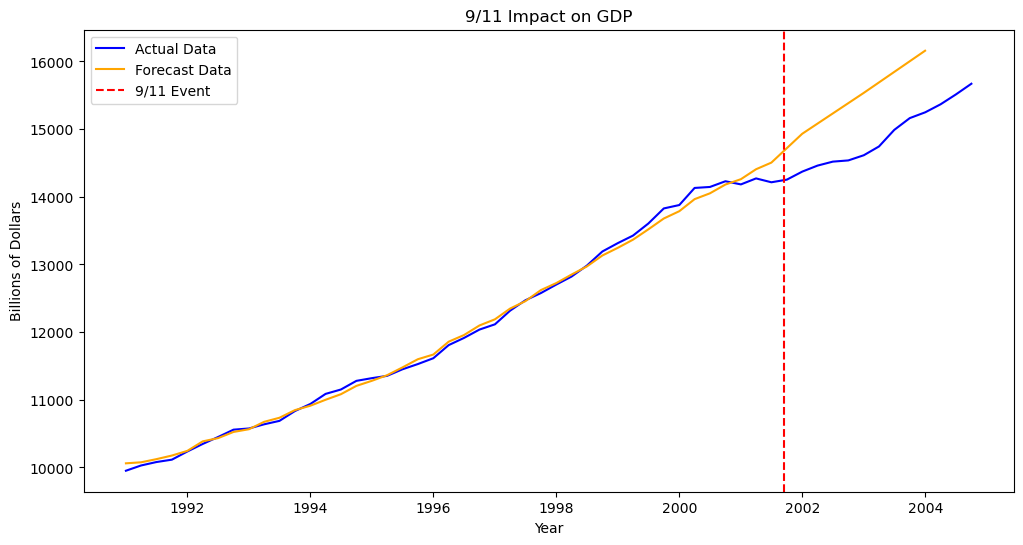 9/11 Impact on GDP
Actual Data
Forecast Data
9/11 Event
16000
15000
14000
13000
12000
11000
10000
Billions of Dollars
1992 1994 1996 1998 2000 2002 2004
Year